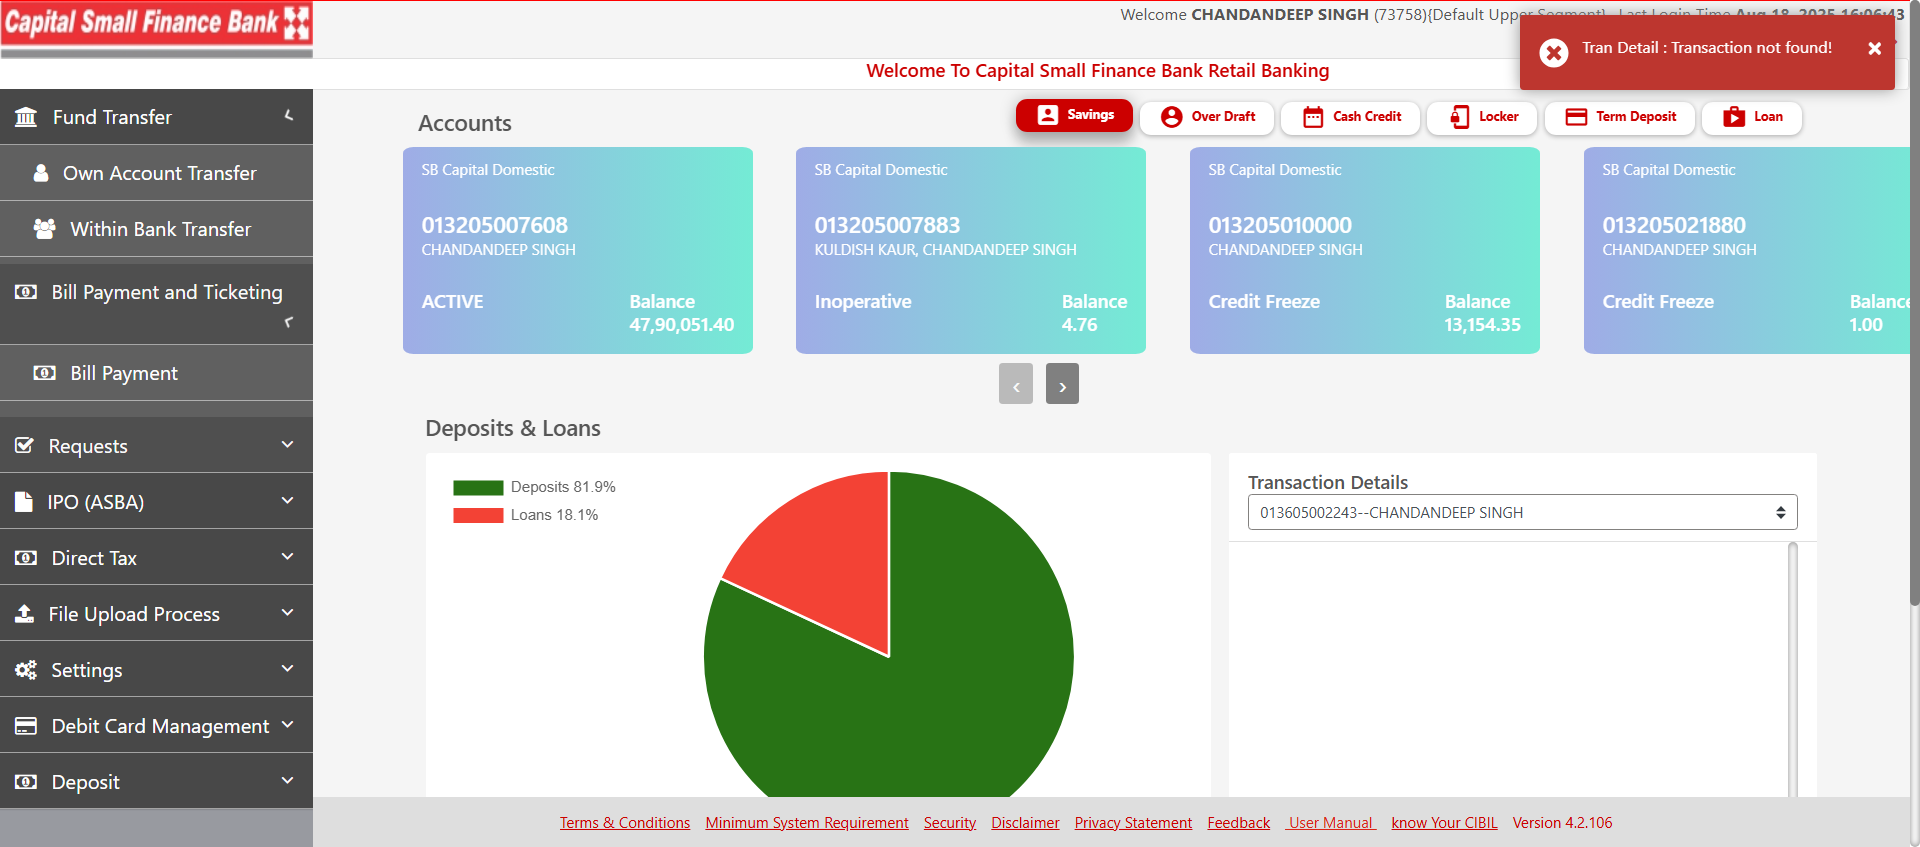 Capital Small Finance Bank
Welcome CHANDANDEEP SINGH (73758){Default Upper Segment} Last Login Time Aug 18, 2025 16:06:43
Tran Detail : Transaction not found!
Welcome To Capital Small Finance Bank Retail Banking
Fund Transfer
Own Account Transfer
Within Bank Transfer
Bill Payment and Ticketing
Bill Payment
Requests
IPO (ASBA)
Direct Tax
File Upload Process
Settings
Debit Card Management
Deposit
Accounts
Savings
Over Draft
Cash Credit
Locker
Term Deposit
Loan
SB Capital Domestic
013205007608
CHANDANDEEP SINGH
ACTIVE
Balance
47,90,051.40
SB Capital Domestic
013205007883
KULDISH KAUR, CHANDANDEEP SINGH
Inoperative
Balance
4.76
SB Capital Domestic
013205010000
CHANDANDEEP SINGH
Credit Freeze
Balance
13,154.35
SB Capital Domestic
013205021880
CHANDANDEEP SINGH
Credit Freeze
Balance
1.00
Deposits & Loans
Deposits 81.9%
Loans 18.1%
Transaction Details
013605002243--CHANDANDEEP SINGH
Terms & Conditions Minimum System Requirement Security Disclaimer Privacy Statement Feedback User Manual know Your CIBIL Version 4.2.106